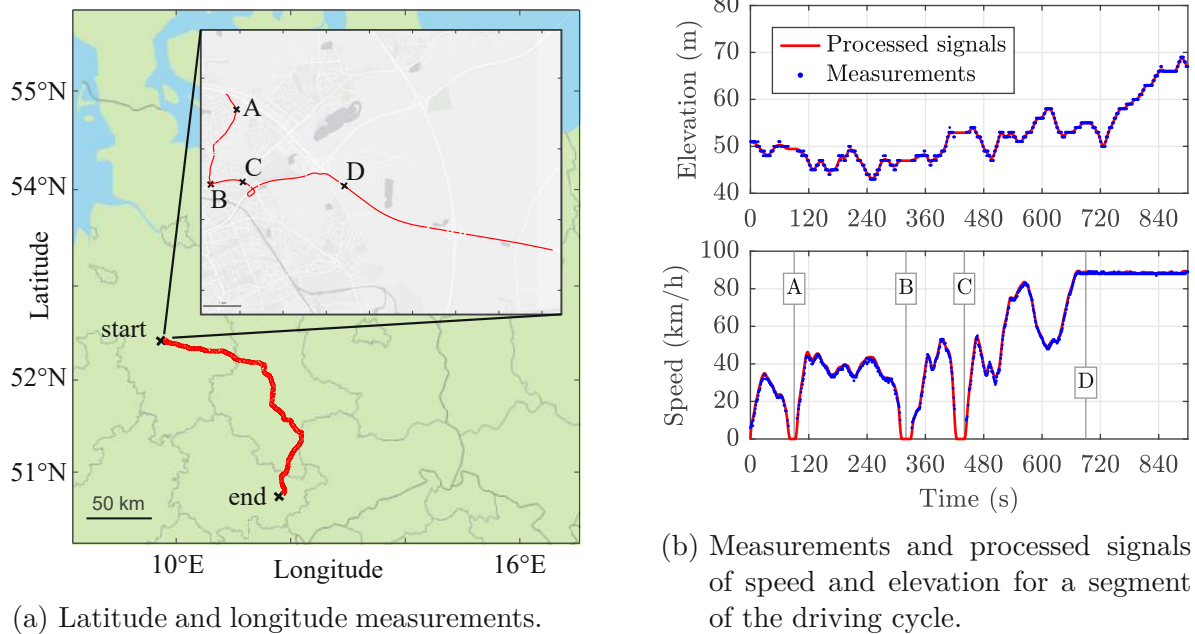 55°N
54°N
Latitude
52°N
51°N
start
end
50 km
A
B
C
D
10°E
16°E
Longitude
(a) Latitude and longitude measurements.
80
70
60
50
40
Elevation (m)
Processed signals
Measurements
0 120 240 360 480 600 720 840
100
80
60
40
20
0
Speed (km/h)
A
B
C
D
0 120 240 360 480 600 720 840
Time (s)
(b) Measurements and processed signals
of speed and elevation for a segment
of the driving cycle.